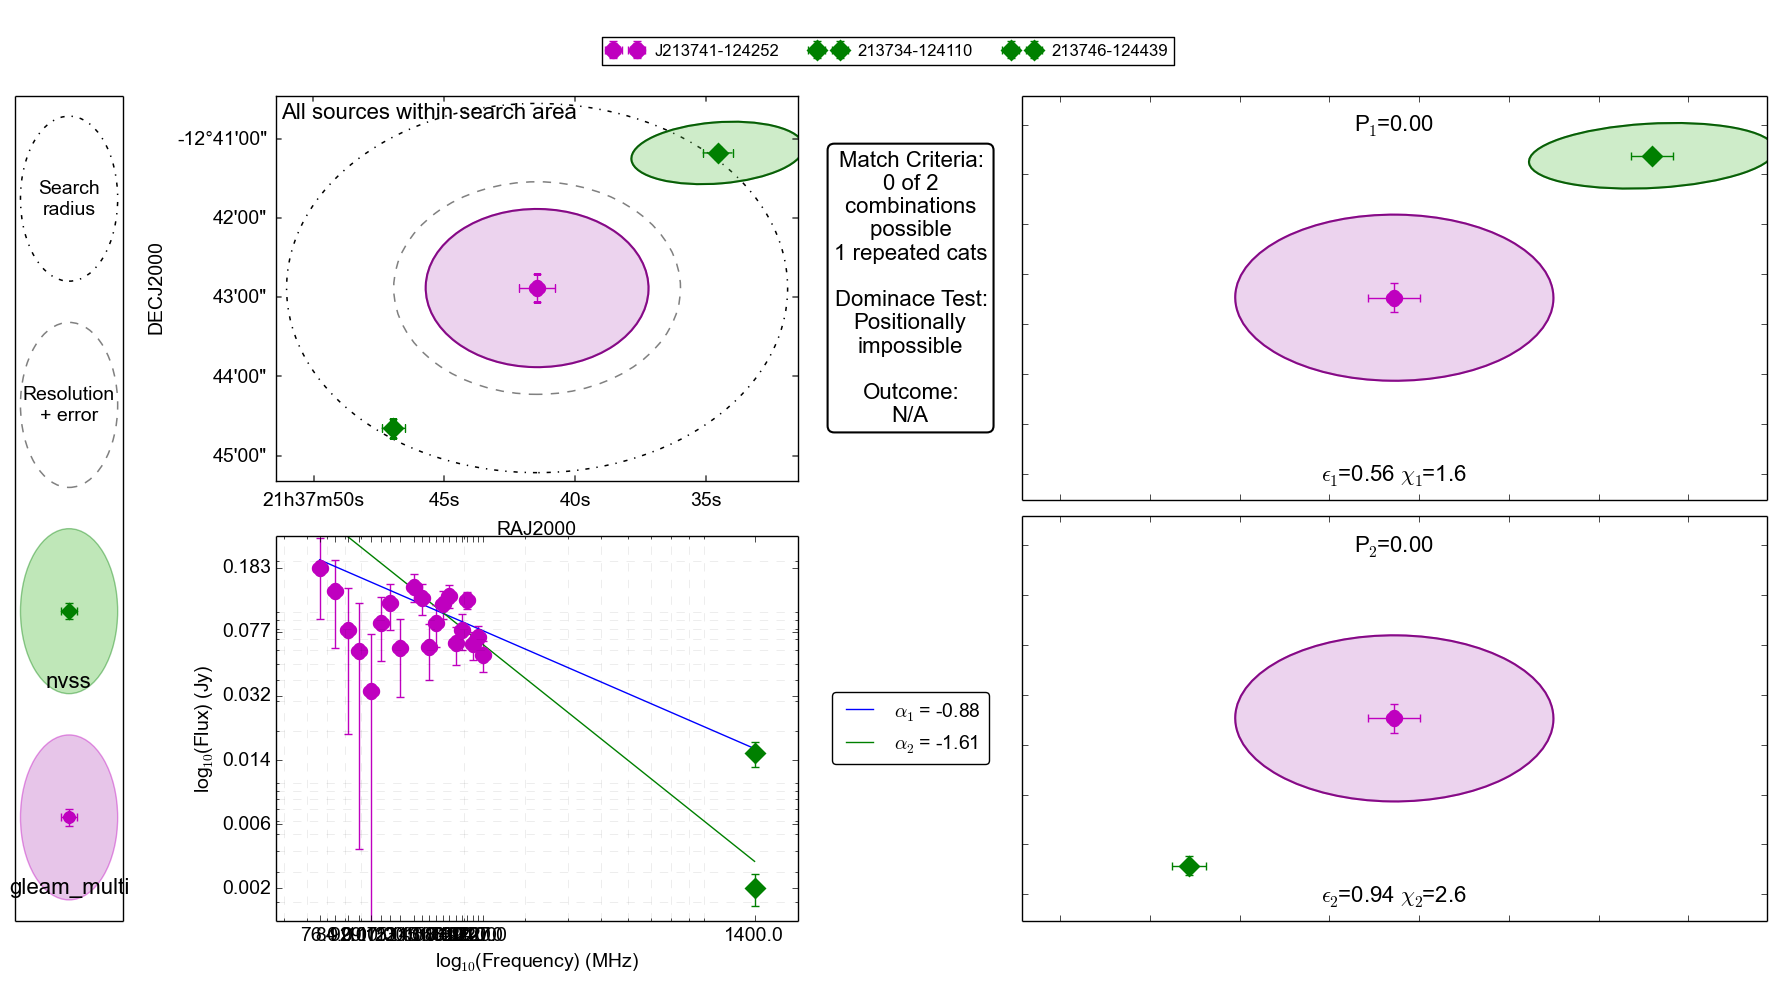 J213741-124252 213734-124110 213746-124439
Search
radius
Resolution
+ error
nvss
gleam_multi
All sources within search area
DECJ2000
-12°41'00"
42'00"
43'00"
44'00"
45'00"
21h37m50s 45s 40s 35s
RAJ2000
Match Criteria:
0 of 2
combinations
possible
1 repeated cats
Dominace Test:
Positionally
impossible
Outcome:
N/A
P1=0.00
ϵ1=0.56 χ1=1.6
P2=0.00
ϵ2=0.94 χ2=2.6
log10(Flux) (Jy)
0.183
0.077
0.032
0.014
0.006
0.002
1400.0
log10(Frequency) (MHz)
α1 = -0.88
α2 = -1.61